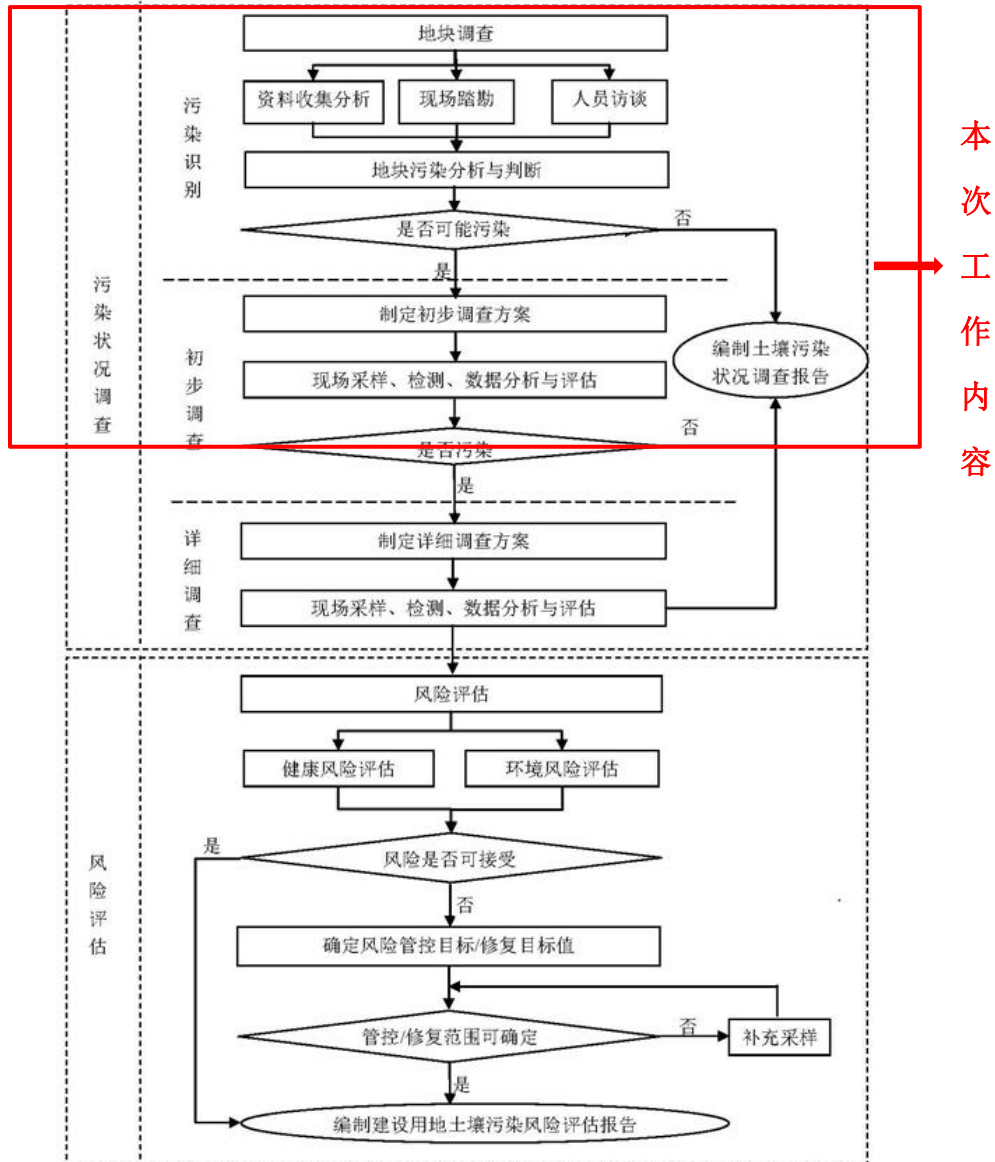 地块调查
资料收集分析
现场踏勘
人员访谈
污染识别
地块污染分析与判断
是否可能污染
否
是
污染状况调查
制定初步调查方案
初步调查
现场采样、检测、数据分析与评估
编制土壤污染
状况调查报告
是否污染
否
是
详细调查
制定详细调查方案
现场采样、检测、数据分析与评估
本次工作内容
风险评估
风险评估
健康风险评估
环境风险评估
风险是否可接受
是
否
确定风险管控目标/修复目标值
管控/修复范围可确定
否
补充采样
是
编制建设用地土壤污染风险评估报告